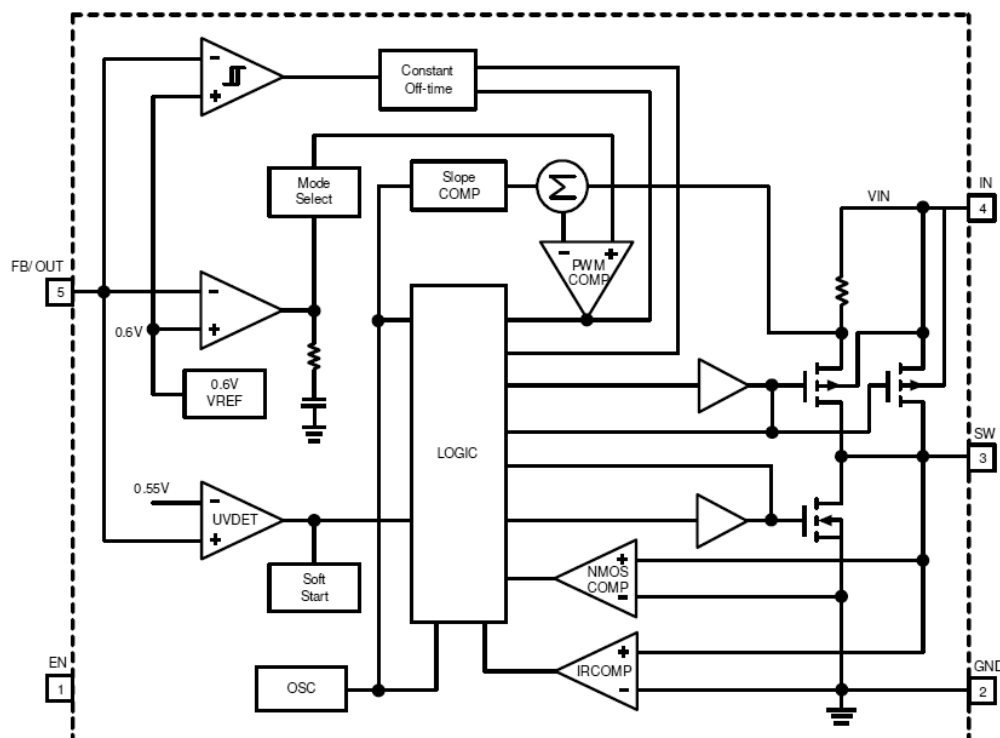 Constant
Off-time
Mode
Select
Slope
COMP
Σ
VIN
IN
4
PWM
COMP
FB/ OUT
5
0.6V
0.6V
VREF
LOGIC
SW
3
0.55V
UVDET
Soft
Start
NMOS
COMP
IRCOMP
EN
1
OSC
GND
2